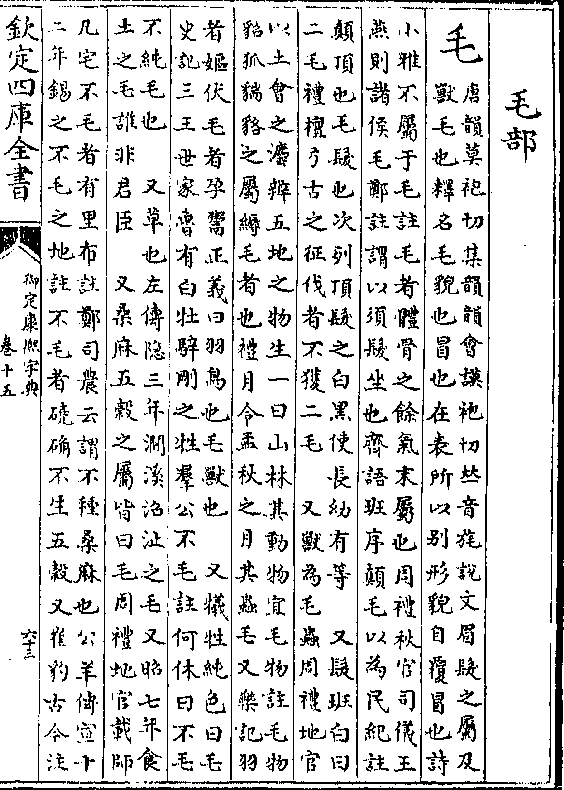 毛部
毛 唐韻莫袍切集韻韻會謨袍切𠀤音旄說文眉髮之屬及
獸毛也釋名毛貌也冒也在表所以别形貌自覆冒也詩
小雅不屬于毛註毛者體骨之餘氣末屬也周禮秋官司儀王
燕則諸侯毛鄭註謂以須髮坐也齊語班序顛毛以為民紀註
顛頂也毛髮也次列頂髮之白黑使長幼有等 又髮班白曰
二毛禮檀弓古之征伐者不獲二毛 又獸為毛蟲周禮地官
以土會之灋辨五地之物生一曰山林其動物宜毛物註毛物
貂狐貒貉之屬縟毛者也禮月令孟秋之月其蟲毛又樂記羽
者嫗伏毛者孕鬻正義曰羽鳥也毛獸也 又犧牲純色曰毛
史記三王世家魯有白牡騂剛之牲羣公不毛註何休曰不毛
不純毛也 又草也左傳隱三年澗溪沼沚之毛又昭七年食
土之毛誰非君臣 又桑麻五穀之屬皆曰毛周禮地官載師
凡宅不毛者有里布註鄭司農云謂不種桑麻也公羊傳宣十
二年錫之不毛之地註不毛者磽确不生五穀又崔豹古今注
欽定四庫全書
御定康熙字典
卷十五
六十三